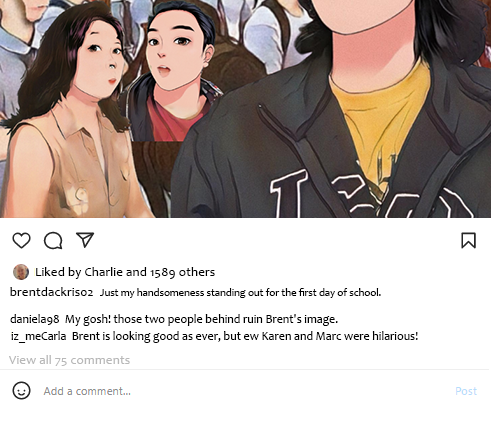 Liked by Charlie and 1589 others
brentdackris02 Just my handsomeness standing out for the first day of school.
daniela98 My gosh! those two people behind ruin Brent's image.
iz_meCarla Brent is looking good as ever, but ew Karen and Marc were hilarious!
View all 75 comments
Add a comment... Post